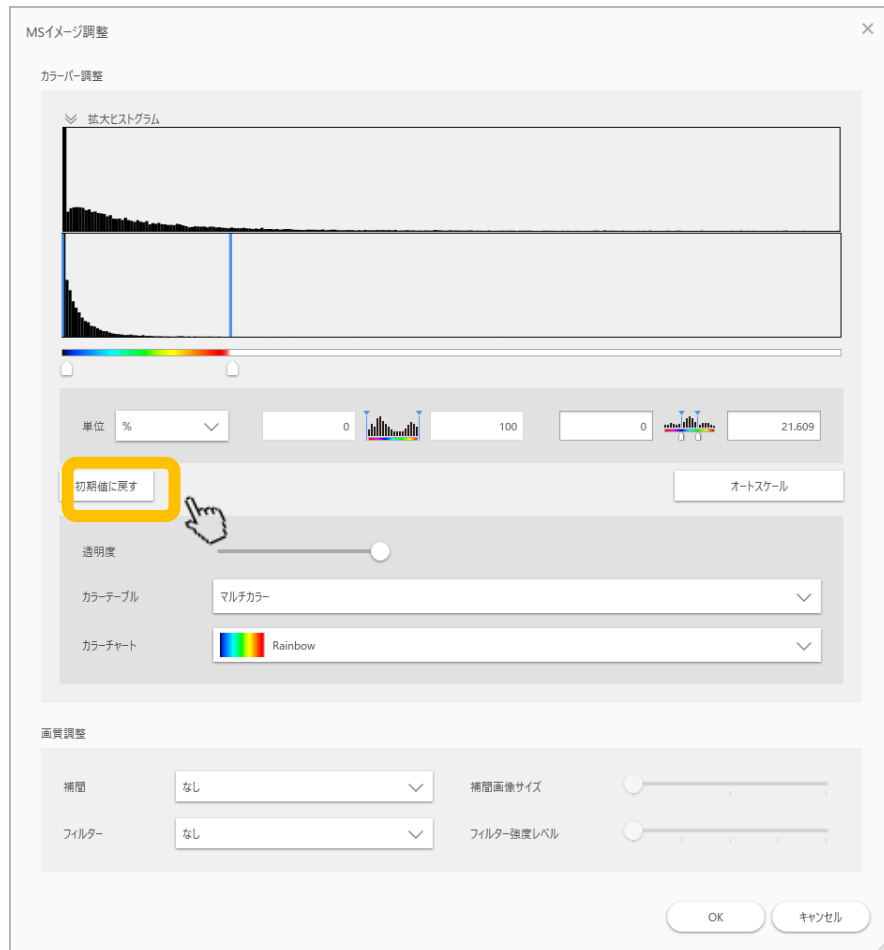 MSイメージ調整
カラーバー調整
拡大ヒストグラム
単位 % 0 100 0 21.609
初期値に戻す オートスケール
透明度
カラーテーブル マルチカラー
カラーチャート Rainbow
画質調整
補間 なし 補間画像サイズ
フィルター なし フィルター強度レベル
OK キャンセル